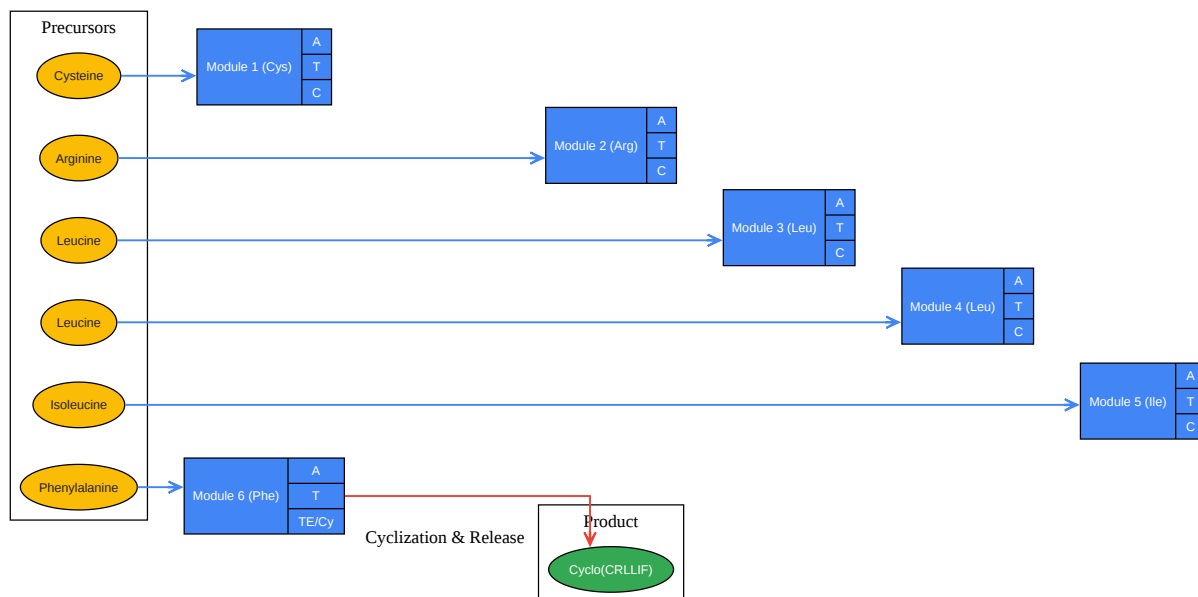 Precursors
Cysteine
Module 1 (Cys)
A
T
C
Arginine
Module 2 (Arg)
A
T
C
Leucine
Module 3 (Leu)
A
T
C
Leucine
Module 4 (Leu)
A
T
C
Isoleucine
Module 5 (Ile)
A
T
C
Phenylalanine
Module 6 (Phe)
A
T
TE/Cy
Cyclization & Release
Product
Cyclo(CRLLIF)